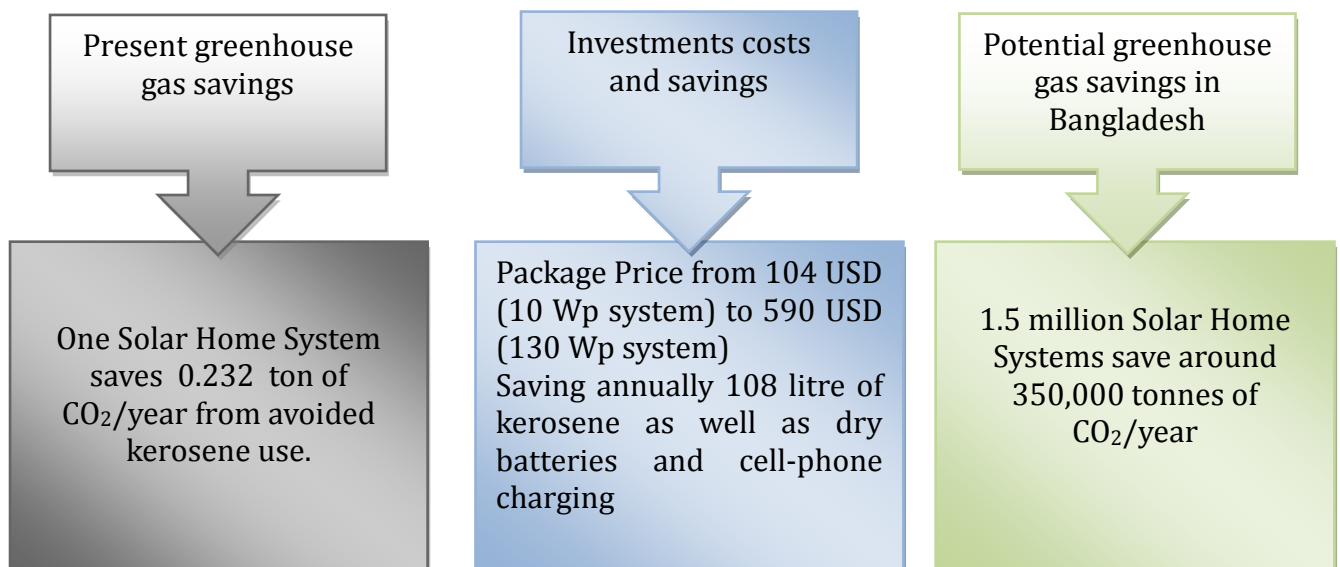 Present greenhouse
gas savings
One Solar Home System
saves 0.232 ton of
CO₂/year from avoided
kerosene use.
Investments costs
and savings
Package Price from 104 USD
(10 Wp system) to 590 USD
(130 Wp system)
Saving annually 108 litre of
kerosene as well as dry
batteries and cell-phone
charging
Potential greenhouse
gas savings in
Bangladesh
1.5 million Solar Home
Systems save around
350,000 tonnes of
CO₂/year